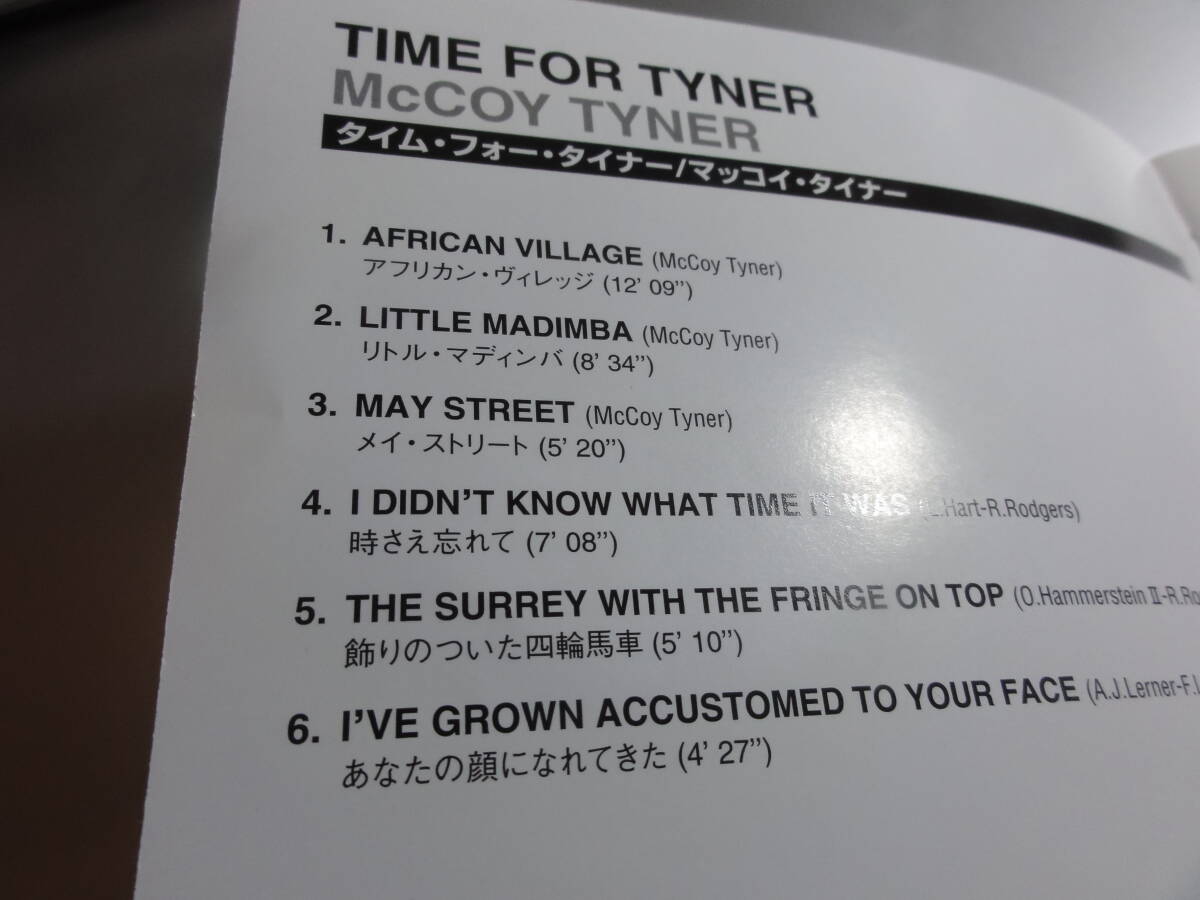 TIME FOR TYNER
McCOY TYNER
タイム・フォー・タイナー/マッコイ・タイナー
1. AFRICAN VILLAGE (McCoy Tyner)
アフリカン・ヴィレッジ (12' 09")
2. LITTLE MADIMBA (McCoy Tyner)
リトル・マディンバ (8' 34")
3. MAY STREET (McCoy Tyner)
メイ・ストリート (5' 20")
4. I DIDN'T KNOW WHAT TIME IT WAS (L.Hart-R.Rodgers)
時さえ忘れて (7' 08")
5. THE SURREY WITH THE FRINGE ON TOP (O.Hammerstein II-R.
飾りのついた四輪馬車 (5' 10")
6. I'VE GROWN ACCUSTOMED TO YOUR FACE (A.J.Lerner-F.
あなたの顔になれてきた (4' 27")